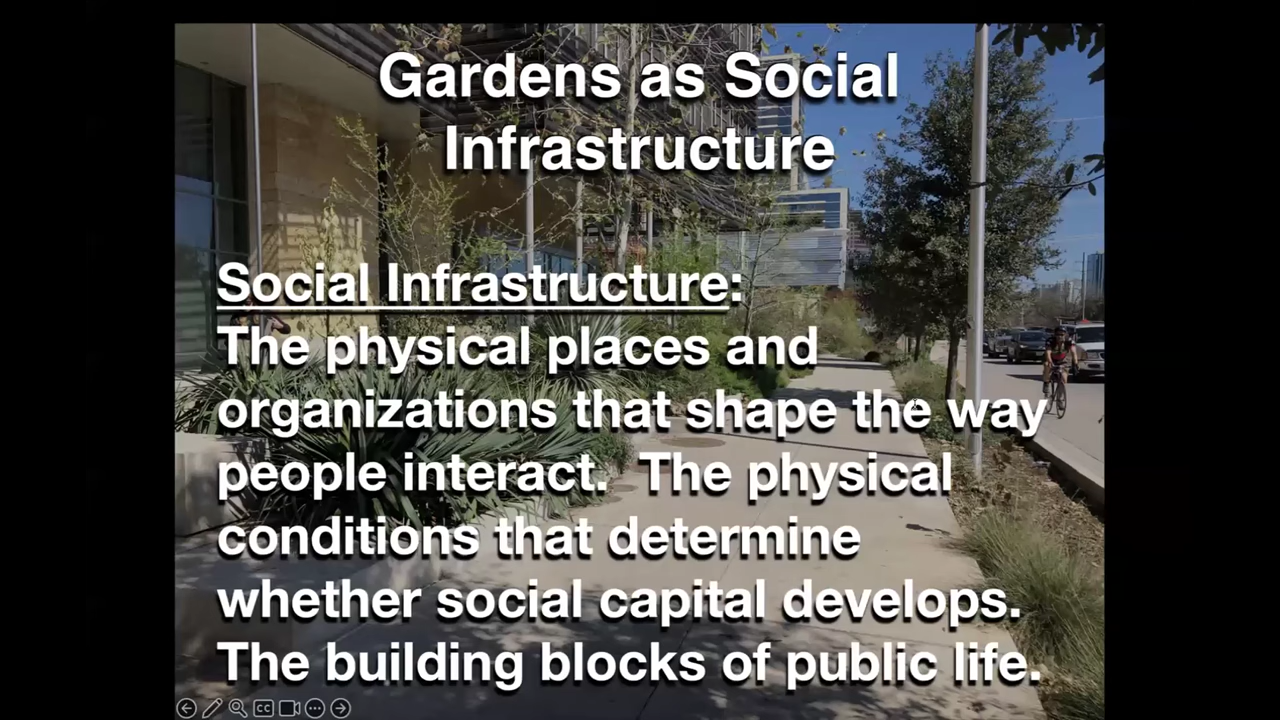 Gardens as Social
Infrastructure
Social Infrastructure:
The physical places and
organizations that shape the way
people interact.  The physical
conditions that determine
whether social capital develops.
The building blocks of public life.
CC